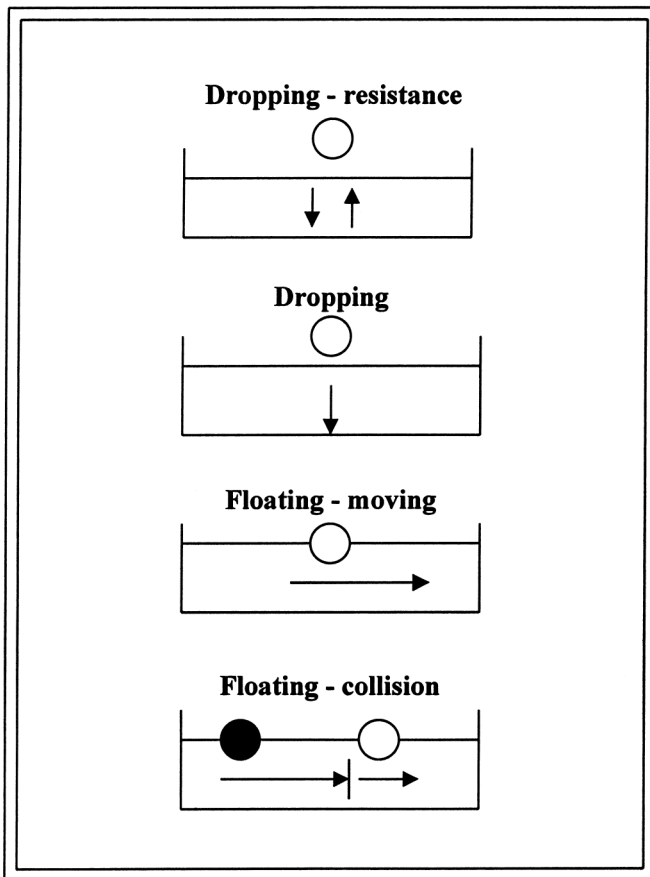 Dropping - resistance
Dropping
Floating - moving
Floating - collision